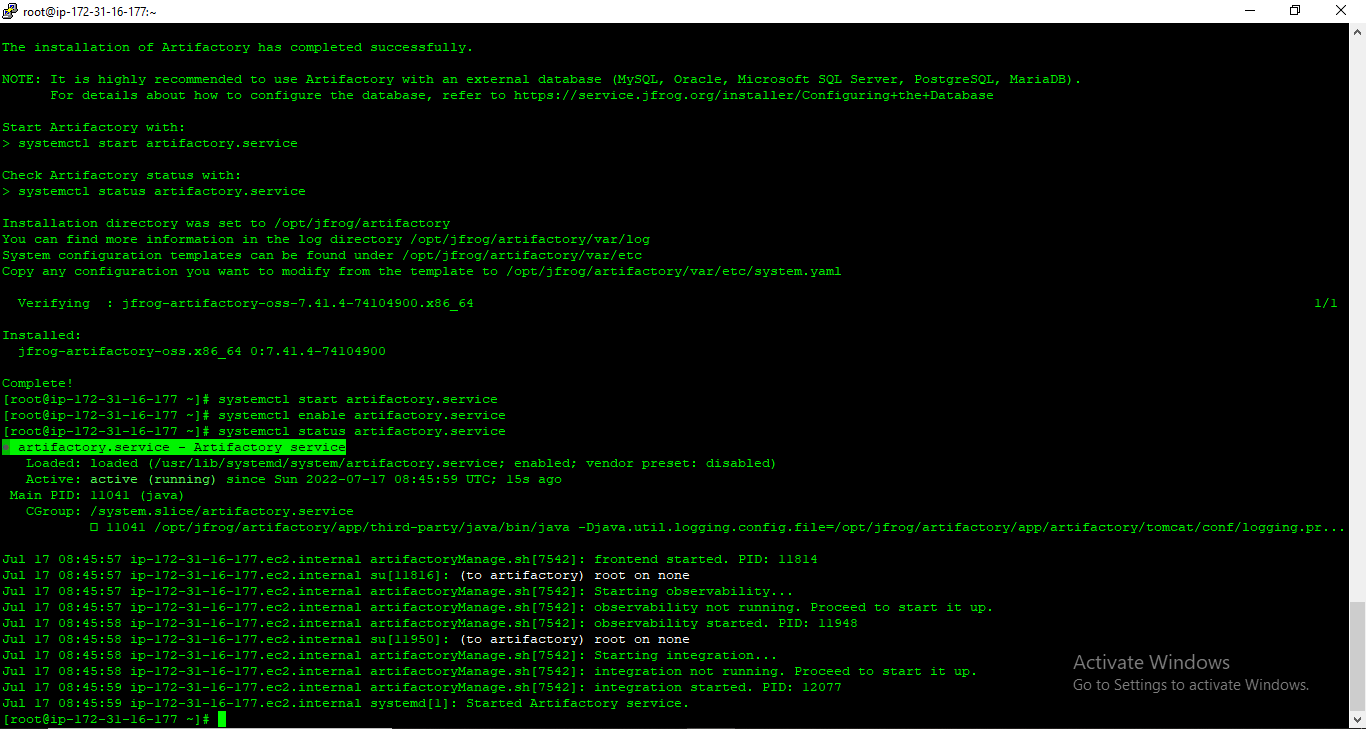 root@ip-172-31-16-177:~
The installation of Artifactory has completed successfully.
NOTE: It is highly recommended to use Artifactory with an external database (MySQL, Oracle, Microsoft SQL Server, PostgreSQL, MariaDB).
For details about how to configure the database, refer to https://service.jfrog.org/installer/Configuring+the+Database
Start Artifactory with:
> systemctl start artifactory.service
Check Artifactory status with:
> systemctl status artifactory.service
Installation directory was set to /opt/jfrog/artifactory
You can find more information in the log directory /opt/jfrog/artifactory/var/log
System configuration templates can be found under /opt/jfrog/artifactory/var/etc
Copy any configuration you want to modify from the template to /opt/jfrog/artifactory/var/etc/system.yaml
Verifying  : jfrog-artifactory-oss-7.41.4-74104900.x86_64 1/1
Installed:
jfrog-artifactory-oss.x86_64 0:7.41.4-74104900
Complete!
[root@ip-172-31-16-177 ~]# systemctl start artifactory.service
[root@ip-172-31-16-177 ~]# systemctl enable artifactory.service
[root@ip-172-31-16-177 ~]# systemctl status artifactory.service
● artifactory.service - Artifactory service
Loaded: loaded (/usr/lib/systemd/system/artifactory.service; enabled; vendor preset: disabled)
Active: active (running) since Sun 2022-07-17 08:45:59 UTC; 15s ago
Main PID: 11041 (java)
CGroup: /system.slice/artifactory.service
□ 11041 /opt/jfrog/artifactory/app/third-party/java/bin/java -Djava.util.logging.config.file=/opt/jfrog/artifactory/app/artifactory/tomcat/conf/logging.pr...
Jul 17 08:45:57 ip-172-31-16-177.ec2.internal artifactoryManage.sh[7542]: frontend started. PID: 11814
Jul 17 08:45:57 ip-172-31-16-177.ec2.internal su[11816]: (to artifactory) root on none
Jul 17 08:45:57 ip-172-31-16-177.ec2.internal artifactoryManage.sh[7542]: Starting observability...
Jul 17 08:45:57 ip-172-31-16-177.ec2.internal artifactoryManage.sh[7542]: observability not running. Proceed to start it up.
Jul 17 08:45:58 ip-172-31-16-177.ec2.internal artifactoryManage.sh[7542]: observability started. PID: 11948
Jul 17 08:45:58 ip-172-31-16-177.ec2.internal su[11950]: (to artifactory) root on none
Jul 17 08:45:58 ip-172-31-16-177.ec2.internal artifactoryManage.sh[7542]: Starting integration...
Jul 17 08:45:58 ip-172-31-16-177.ec2.internal artifactoryManage.sh[7542]: integration not running. Proceed to start it up.
Jul 17 08:45:59 ip-172-31-16-177.ec2.internal artifactoryManage.sh[7542]: integration started. PID: 12077
Jul 17 08:45:59 ip-172-31-16-177.ec2.internal systemd[1]: Started Artifactory service.
[root@ip-172-31-16-177 ~]#
Activate Windows
Go to Settings to activate Windows.